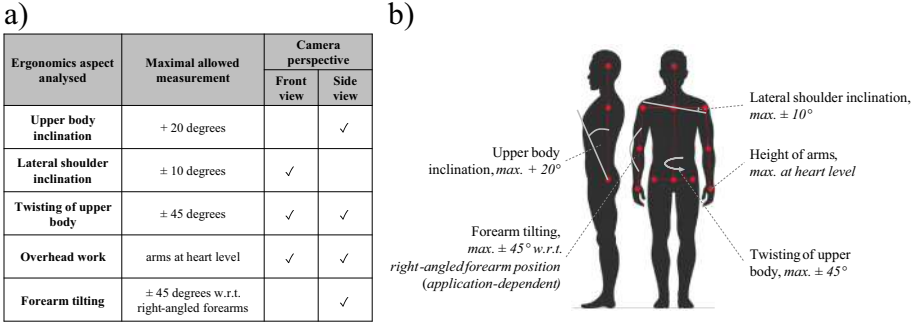 a)
Ergonomics aspect
analysed
Maximal allowed
measurement
Camera
perspective
Front
view
Side
view
Upper body
inclination
+ 20 degrees
✓
Lateral shoulder
inclination
± 10 degrees
✓
Twisting of upper
body
± 45 degrees
✓ ✓
Overhead work
arms at heart level
✓ ✓
Forearm tilting
± 45 degrees w.r.t.
right-angled forearms
✓
b)
Lateral shoulder inclination,
max. ± 10°
Upper body
inclination, max. + 20°
Height of arms,
max. at heart level
Forearm tilting,
max. ± 45° w.r.t.
right-angled forearm position
(application-dependent)
Twisting of upper
body, max. ± 45°